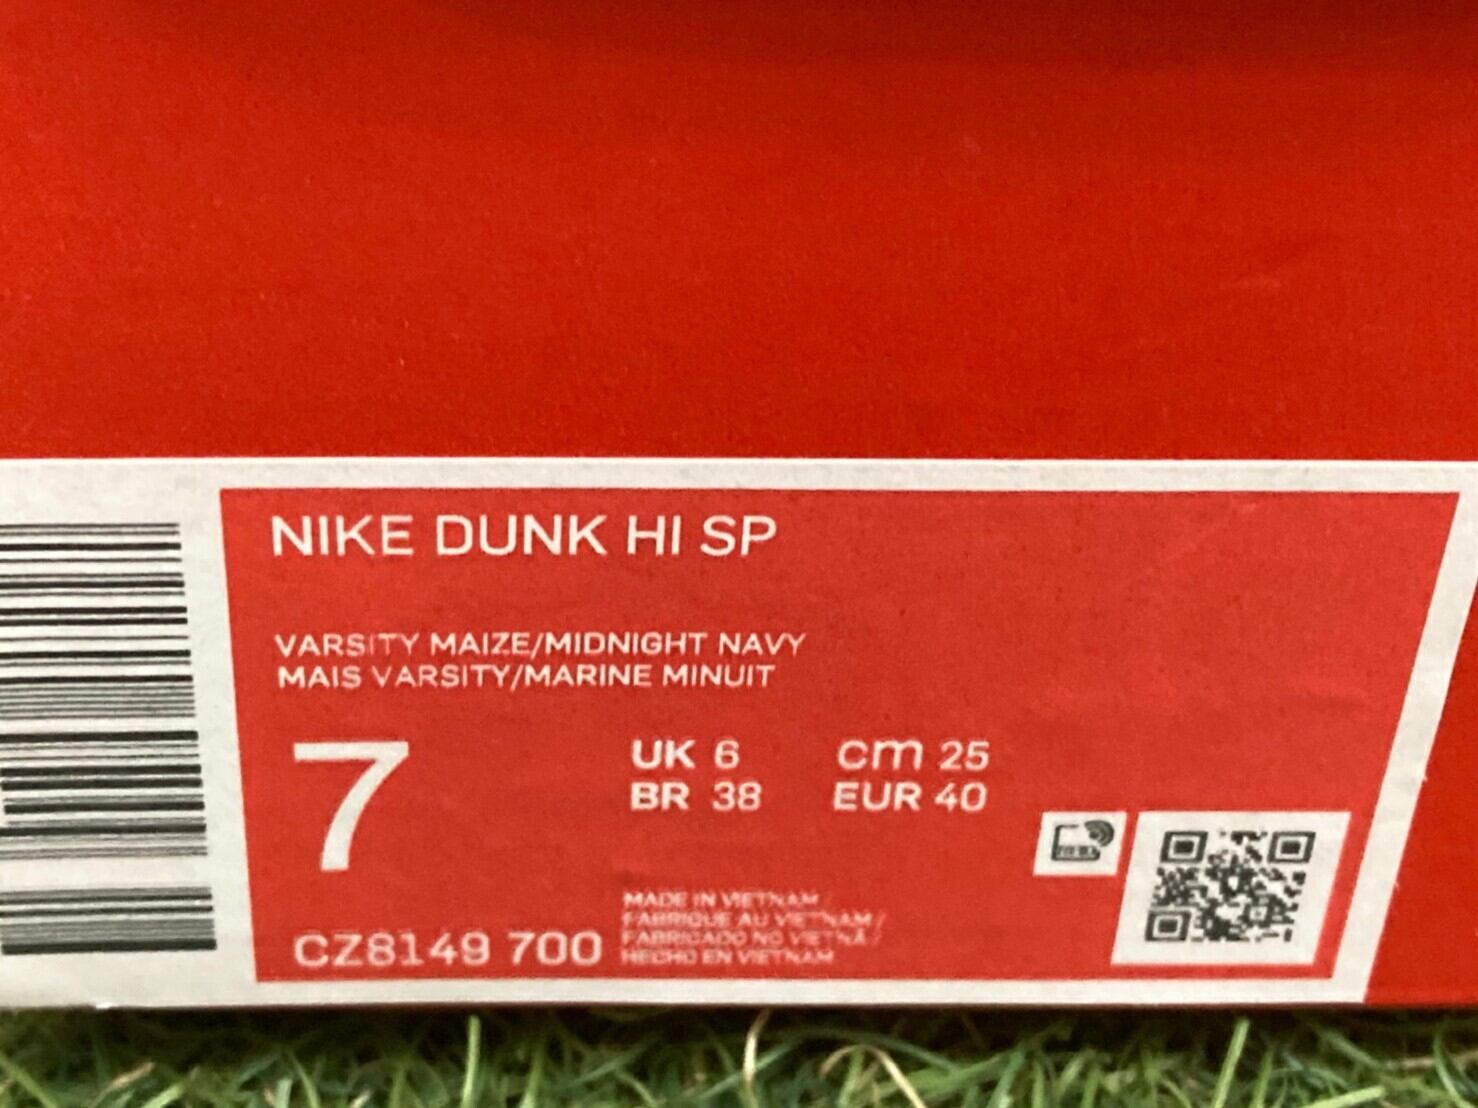 NIKE DUNK HI SP
VARSITY MAIZE/MIDNIGHT NAVY
MAIS VARSITY/MARINE MINUIT
7
UK 6 cm 25
BR 38 EUR 40
CZ8149 700
MADE IN VIETNAM /
FABRIQUE AU VIETNAM /
FABRICADO NO VIETNÃ /
HECHO EN VIETNAM